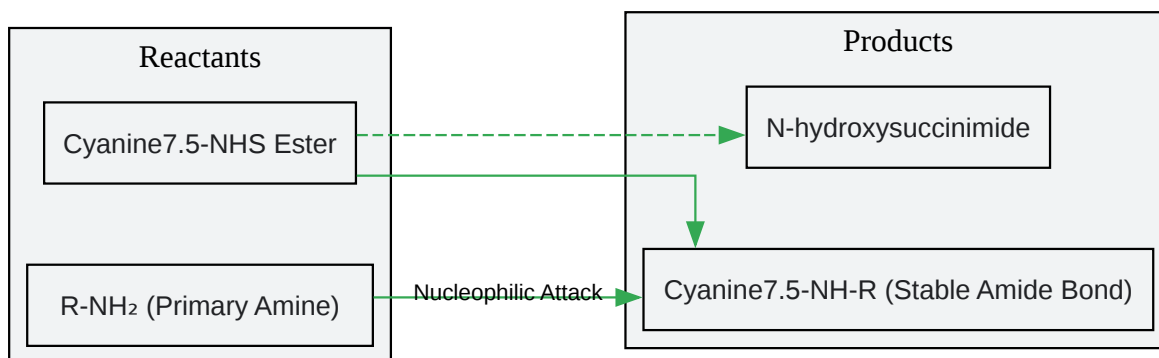 Reactants
Cyanine7.5-NHS Ester
R-NH₂ (Primary Amine)
Nucleophilic Attack
Products
N-hydroxysuccinimide
Cyanine7.5-NH-R (Stable Amide Bond)